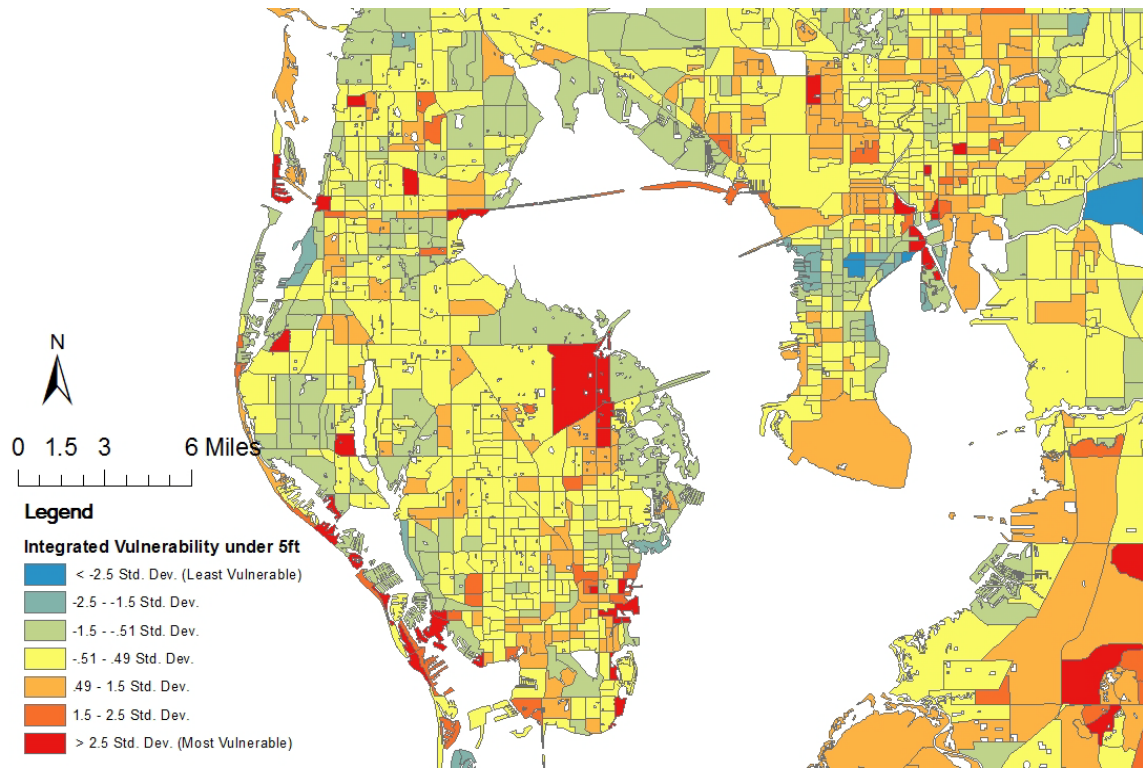 N
0 1.5 3 6 Miles
Legend
Integrated Vulnerability under 5ft
< -2.5 Std. Dev. (Least Vulnerable)
-2.5 - -1.5 Std. Dev.
-1.5 - -.51 Std. Dev.
-.51 - .49 Std. Dev.
.49 - 1.5 Std. Dev.
1.5 - 2.5 Std. Dev.
> 2.5 Std. Dev. (Most Vulnerable)